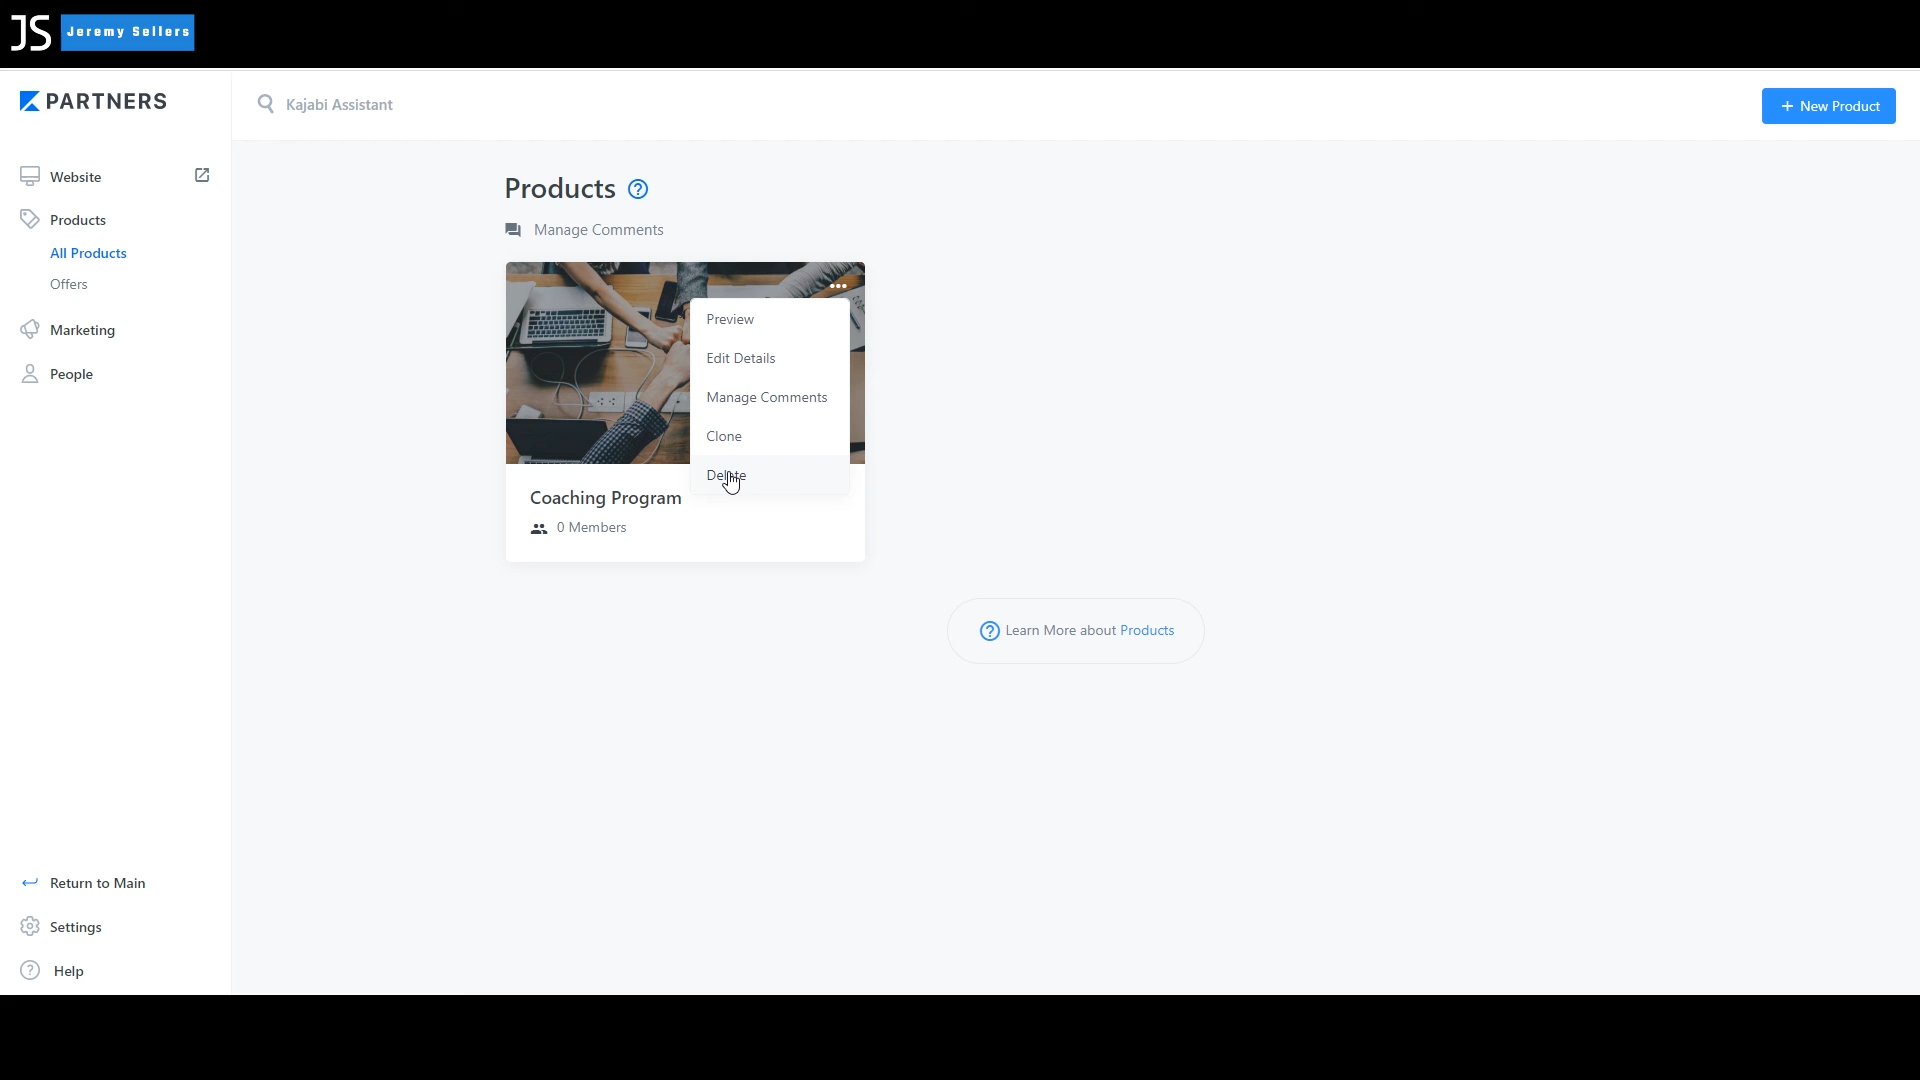 JS Jeremy Sellers
PARTNERS
Kajabi Assistant
+ New Product
Website
Products
All Products
Offers
Marketing
People
Products ?
Manage Comments
Preview
Edit Details
Manage Comments
Clone
Delete
Coaching Program
0 Members
? Learn More about Products
Return to Main
Settings
? Help